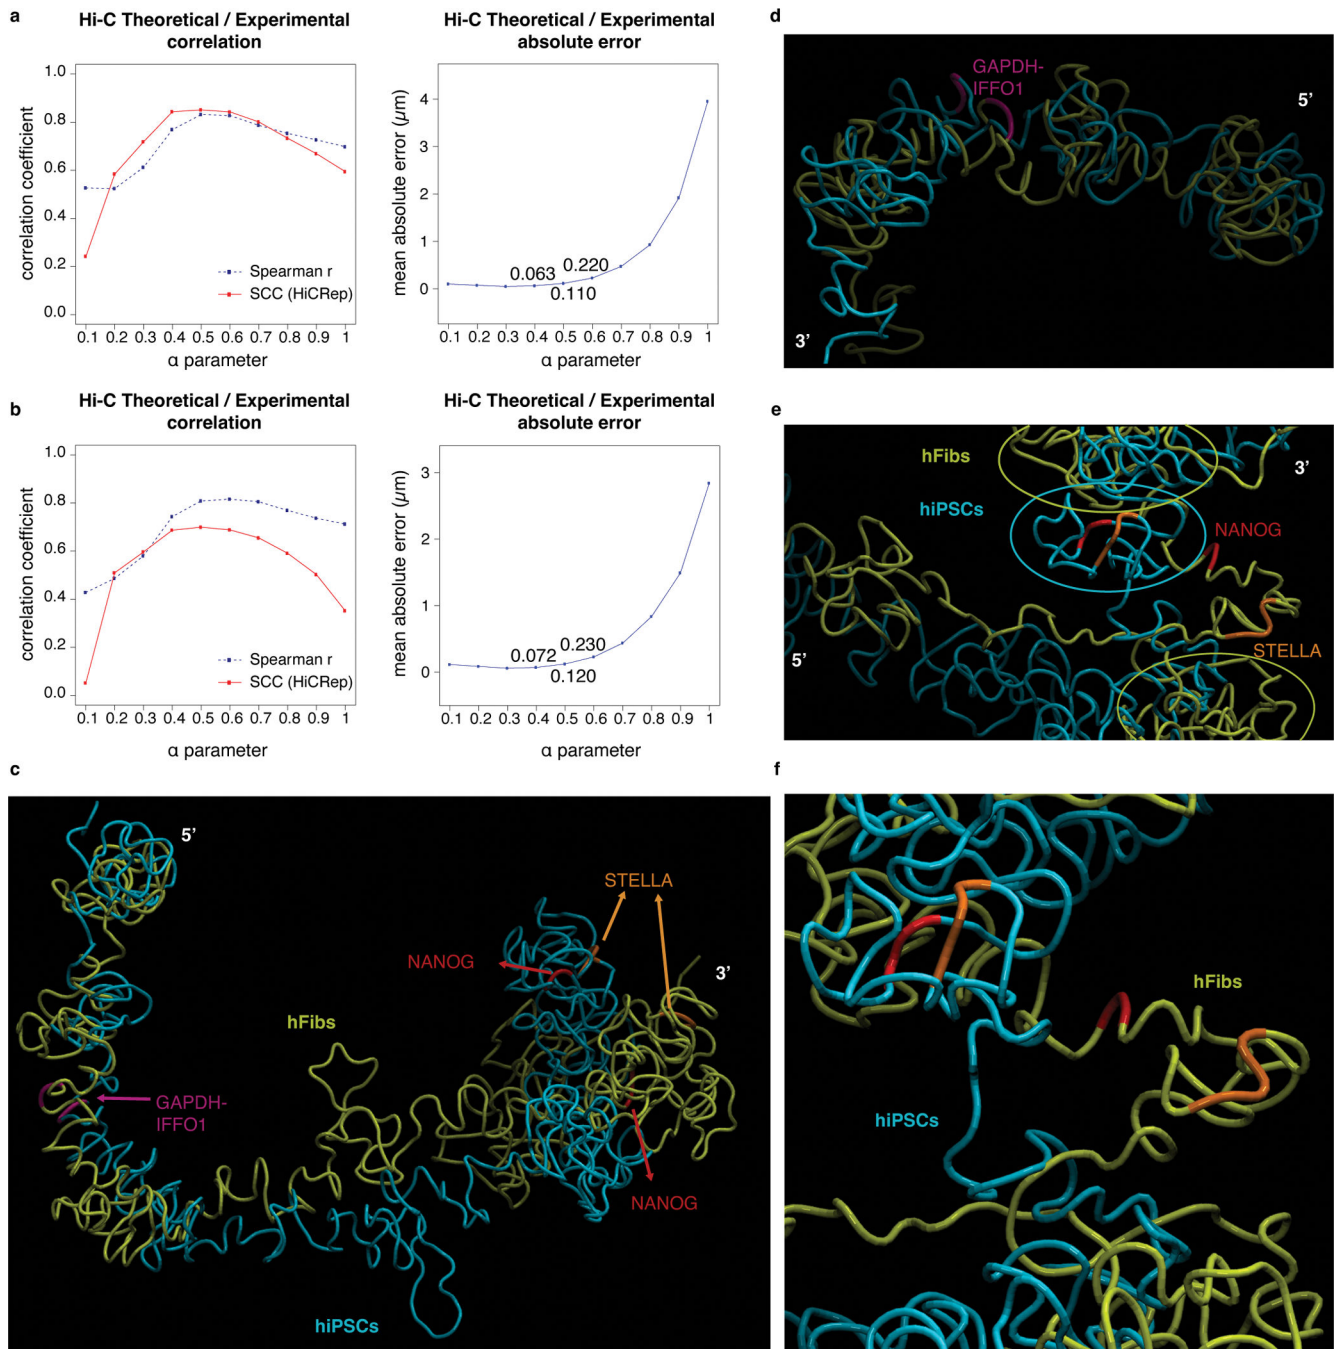 a
Hi-C Theoretical / Experimental
correlation
correlation coefficient
1.0
0.8
0.6
0.4
0.2
0.0
Spearman r
SCC (HiCRep)
0.1 0.2 0.3 0.4 0.5 0.6 0.7 0.8 0.9 1
α parameter
Hi-C Theoretical / Experimental
absolute error
mean absolute error (µm)
4
3
2
1
0
0.063
0.220
0.110
0.1 0.2 0.3 0.4 0.5 0.6 0.7 0.8 0.9 1
α parameter
b
Hi-C Theoretical / Experimental
correlation
correlation coefficient
1.0
0.8
0.6
0.4
0.2
0.0
Spearman r
SCC (HiCRep)
0.1 0.2 0.3 0.4 0.5 0.6 0.7 0.8 0.9 1
α parameter
Hi-C Theoretical / Experimental
absolute error
mean absolute error (µm)
3
2
1
0
0.072
0.230
0.120
0.1 0.2 0.3 0.4 0.5 0.6 0.7 0.8 0.9 1
α parameter
c
5’
STELLA
NANOG
3’
hFibs
GAPDH-
IFFO1
NANOG
hiPSCs
d
GAPDH-
IFFO1
5’
3’
e
hFibs
3’
hiPSCs
NANOG
5’
STELLA
f
hFibs
hiPSCs